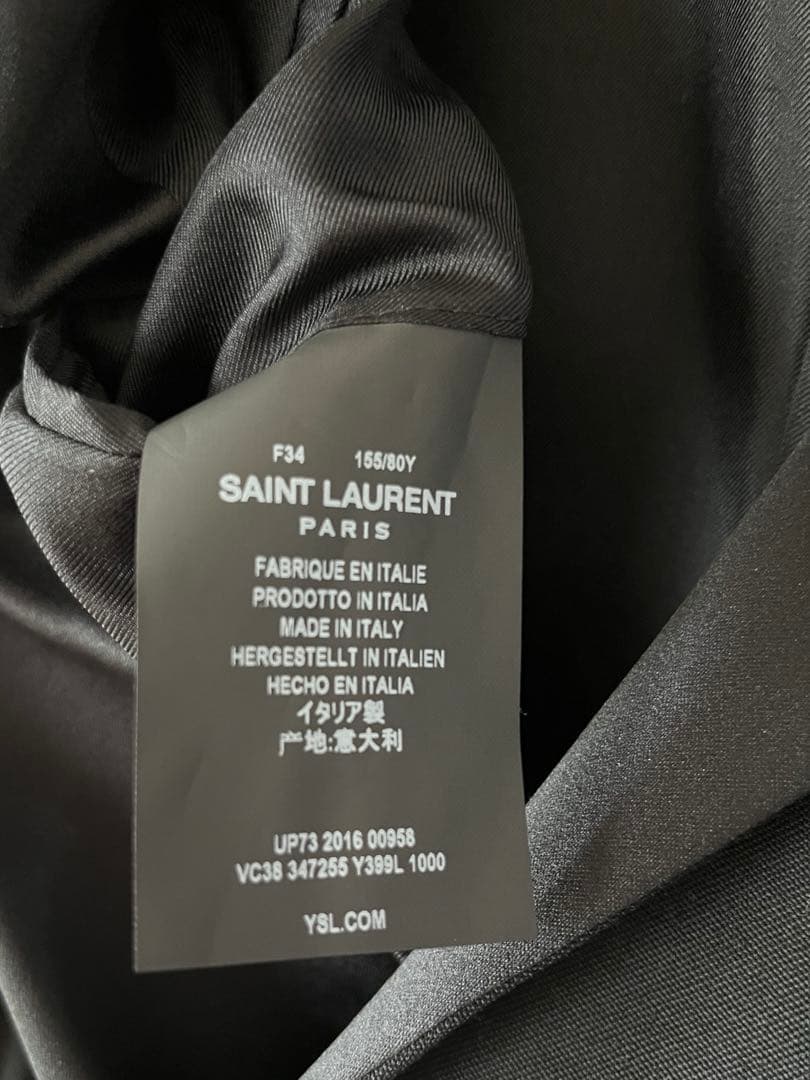 F34 155/80Y
SAINT LAURENT
PARIS
FABRIQUE EN ITALIE
PRODOTTO IN ITALIA
MADE IN ITALY
HERGESTELLT IN ITALIEN
HECHO EN ITALIA
イタリア製
产地:意大利
UP73 2016 00958
VC38 347255 Y399L 1000
YSL.COM